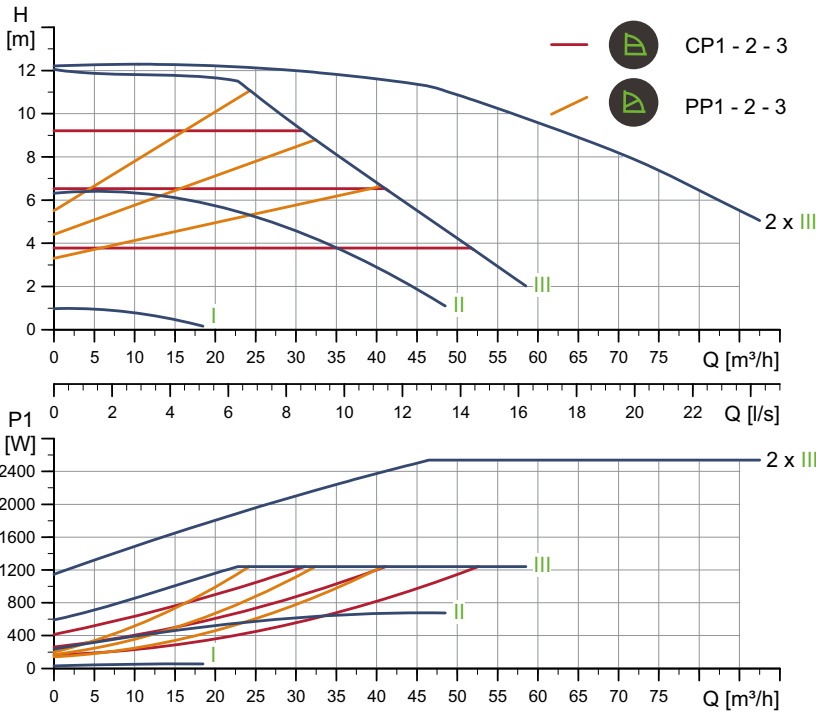 H
[m]
CP1 - 2 - 3
PP1 - 2 - 3
12
10
8
6
4
2
0
2 x III
III
II
I
0 5 10 15 20 25 30 35 40 45 50 55 60 65 70 75 Q [m³/h]
0 2 4 6 8 10 12 14 16 18 20 22 Q [l/s]
P1
[W]
2400
2000
1600
1200
800
400
0
2 x III
III
II
I
0 5 10 15 20 25 30 35 40 45 50 55 60 65 70 75 Q [m³/h]